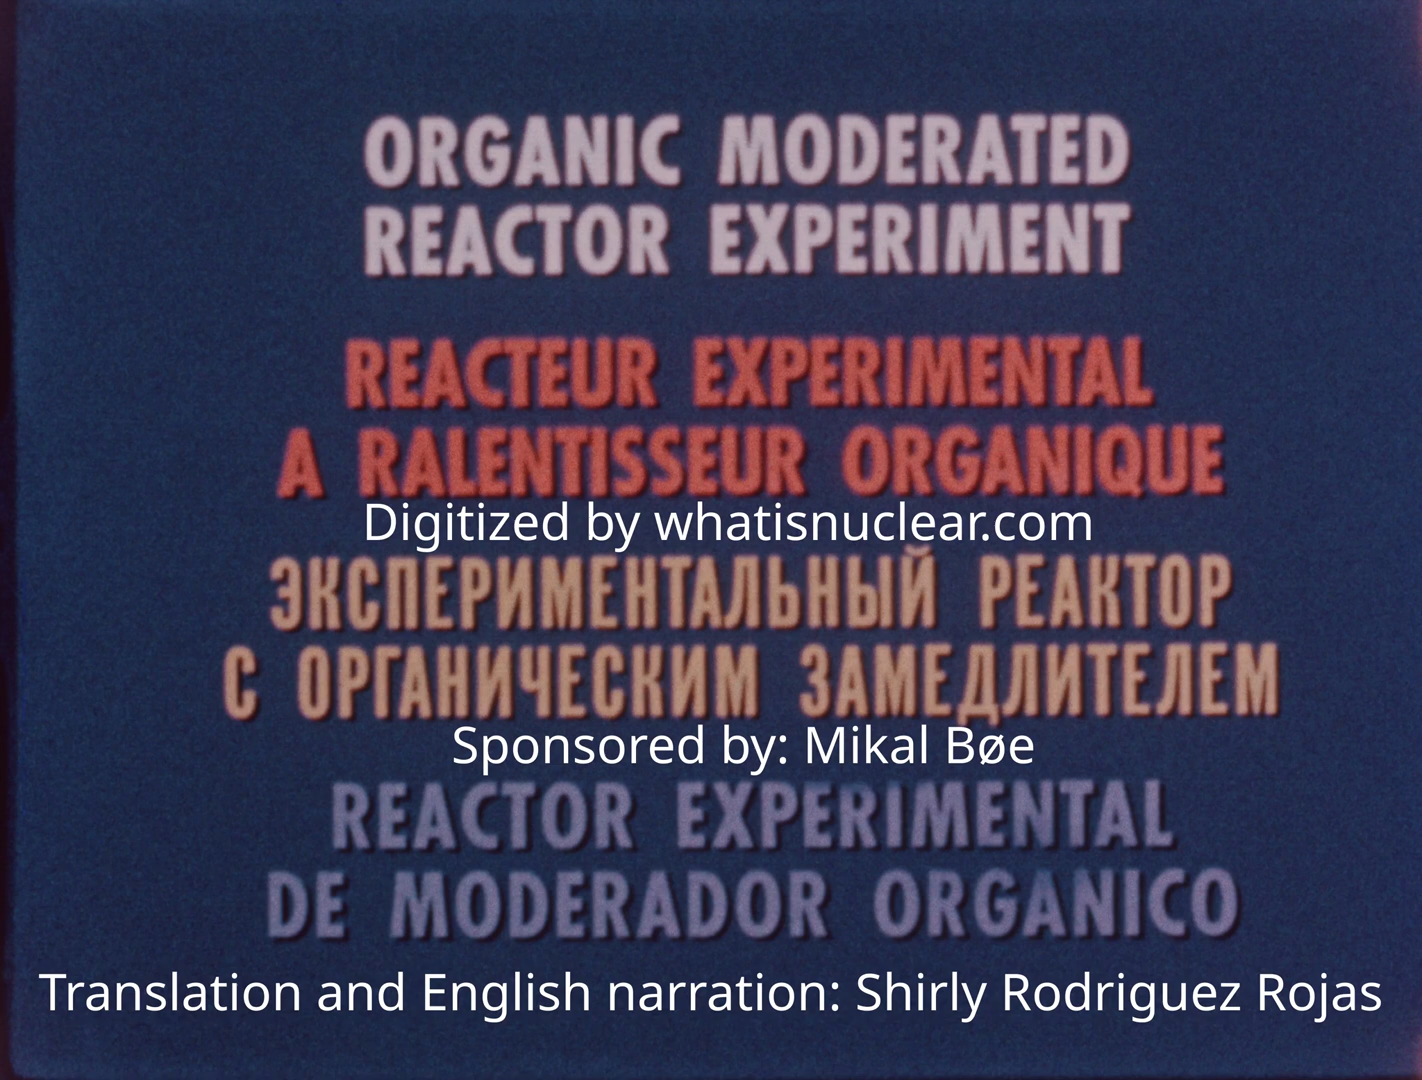 ORGANIC MODERATED
REACTOR EXPERIMENT
REACTEUR EXPERIMENTAL
A RALENTISSEUR ORGANIQUE
Digitized by whatisnuclear.com
ЭКСПЕРИМЕНТАЛЬНЫЙ РЕАКТОР
С ОРГАНИЧЕСКИМ ЗАМЕДЛИТЕЛЕМ
Sponsored by: Mikal Bøe
REACTOR EXPERIMENTAL
DE MODERADOR ORGANICO
Translation and English narration: Shirly Rodriguez Rojas